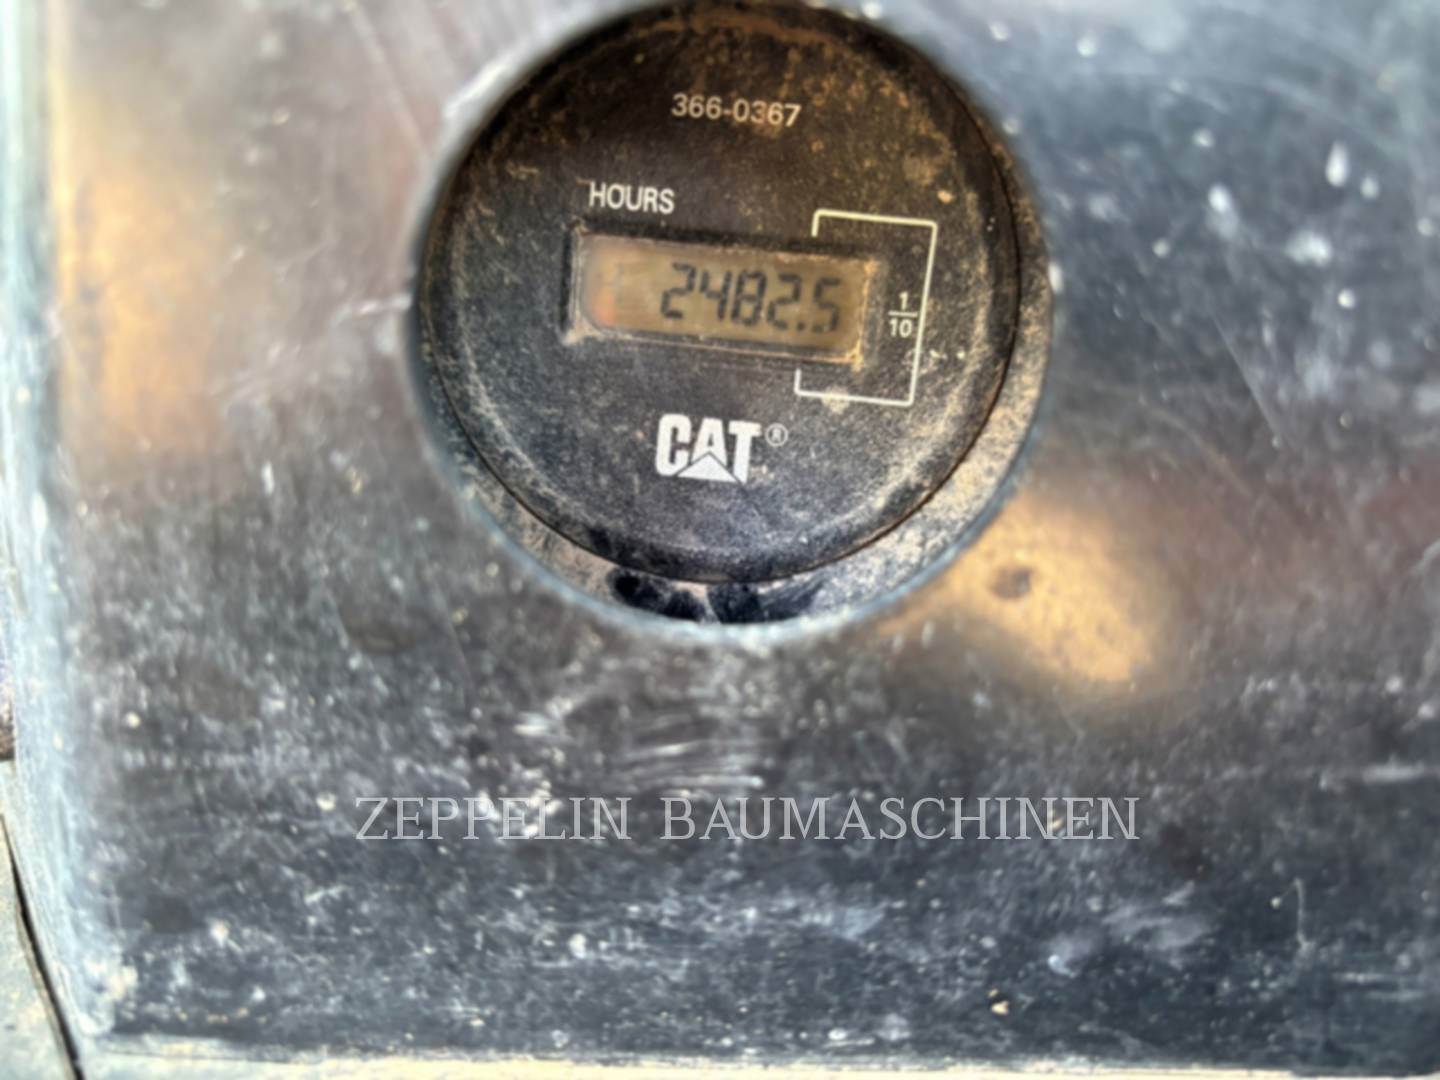 366-0367
HOURS
2482.5
1
10
CAT®
ZEPPELIN BAUMASCHINEN